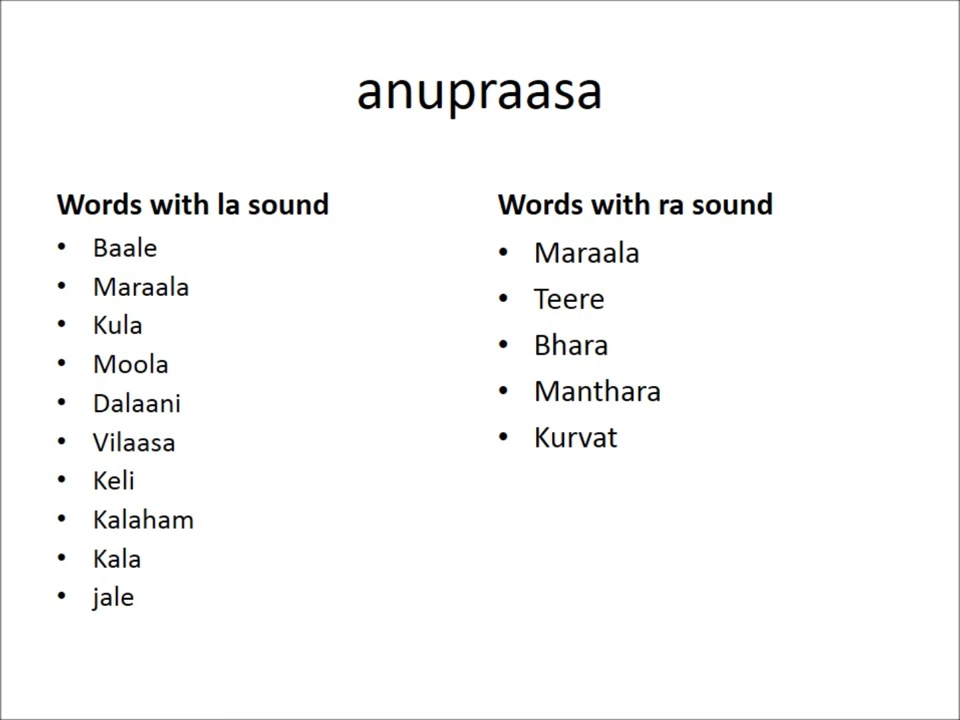 anupraasa
Words with la sound
• Baale
• Maraala
• Kula
• Moola
• Dalaani
• Vilaasa
• Keli
• Kalaham
• Kala
• jale
Words with ra sound
• Maraala
• Teere
• Bhara
• Manthara
• Kurvat